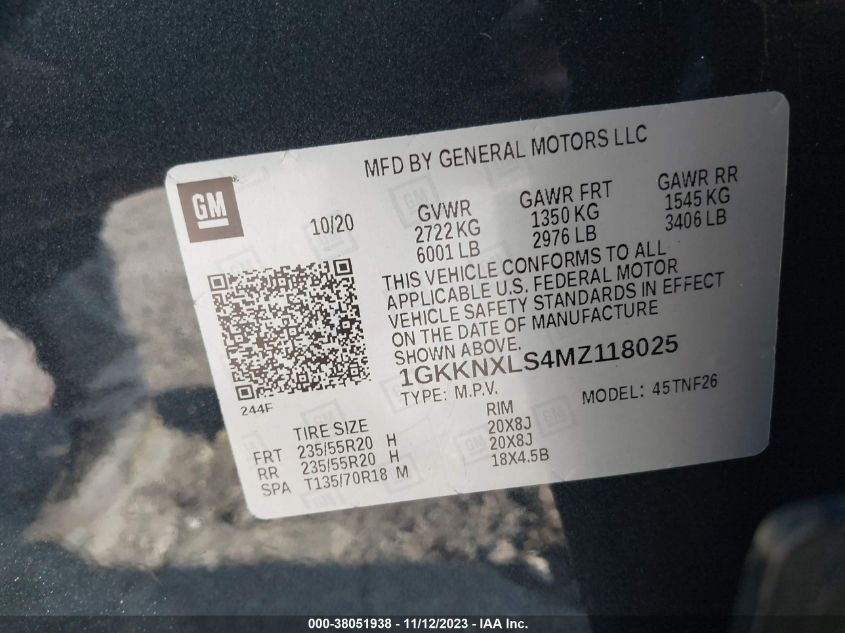 MFD BY GENERAL MOTORS LLC
GM
10/20
GVWR GAWR FRT GAWR RR
2722 KG 1350 KG 1545 KG
6001 LB 2976 LB 3406 LB
THIS VEHICLE CONFORMS TO ALL
APPLICABLE U.S. FEDERAL MOTOR
VEHICLE SAFETY STANDARDS IN EFFECT
ON THE DATE OF MANUFACTURE
SHOWN ABOVE.
1GKKNXLS4MZ118025
TYPE: M.P.V. MODEL: 45TNF26
244F
TIRE SIZE RIM
FRT 235/55R20 H 20X8J
RR 235/55R20 H 20X8J
SPA T135/70R18 M 18X4.5B
000-38051938 - 11/12/2023 - IAA Inc.